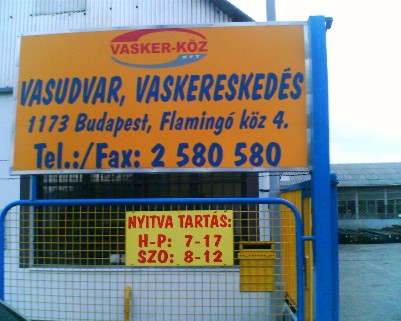 VASKER-KÖZ
KFT
VASUDVAR, VASKERESKEDÉS
1173 Budapest, Flamingó köz 4.
Tel.:/Fax: 2 580 580
NYITVA TARTÁS:
H-P: 7-17
SZO: 8-12